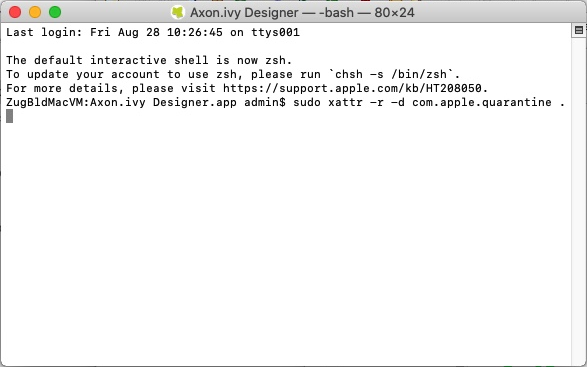 Axon.ivy Designer — -bash — 80×24
Last login: Fri Aug 28 10:26:45 on ttys001
The default interactive shell is now zsh.
To update your account to use zsh, please run `chsh -s /bin/zsh`.
For more details, please visit https://support.apple.com/kb/HT208050.
ZugBldMacVM:Axon.ivy Designer.app admin$ sudo xattr -r -d com.apple.quarantine .